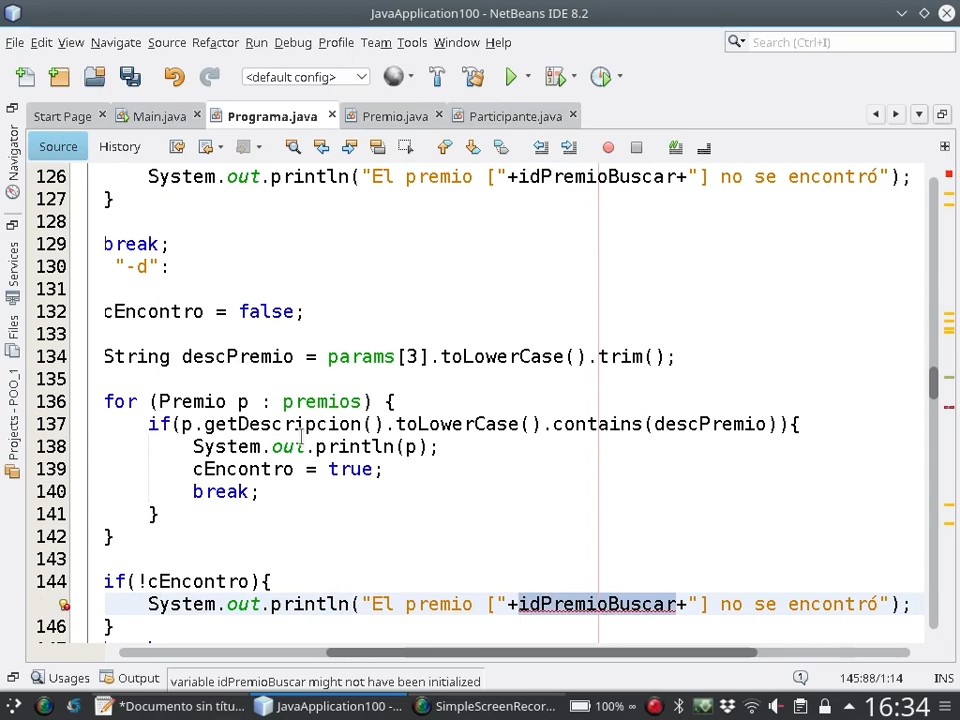 JavaApplication100 - NetBeans IDE 8.2
File Edit View Navigate Source Refactor Run Debug Profile Team Tools Window Help
Search (Ctrl+I)
<default config>
Start Page Main.java Programa.java Premio.java Participante.java
Source History
Navigator
Services
Files
Projects - POO_1
126 System.out.println("El premio ["+idPremioBuscar+"] no se encontró");
127 }
128
129 break;
130 "-d":
131
132 cEncontro = false;
133
134 String descPremio = params[3].toLowerCase().trim();
135
136 for (Premio p : premios) {
137 if(p.getDescripcion().toLowerCase().contains(descPremio)){
138 System.out.println(p);
139 cEncontro = true;
140 break;
141 }
142 }
143
144 if(!cEncontro){
System.out.println("El premio ["+idPremioBuscar+"] no se encontró");
146 }
Usages Output variable idPremioBuscar might not have been initialized 1 145:88/1:14 INS
*Documento sin títu... JavaApplication100 -... SimpleScreenRecor... 100% 16:34